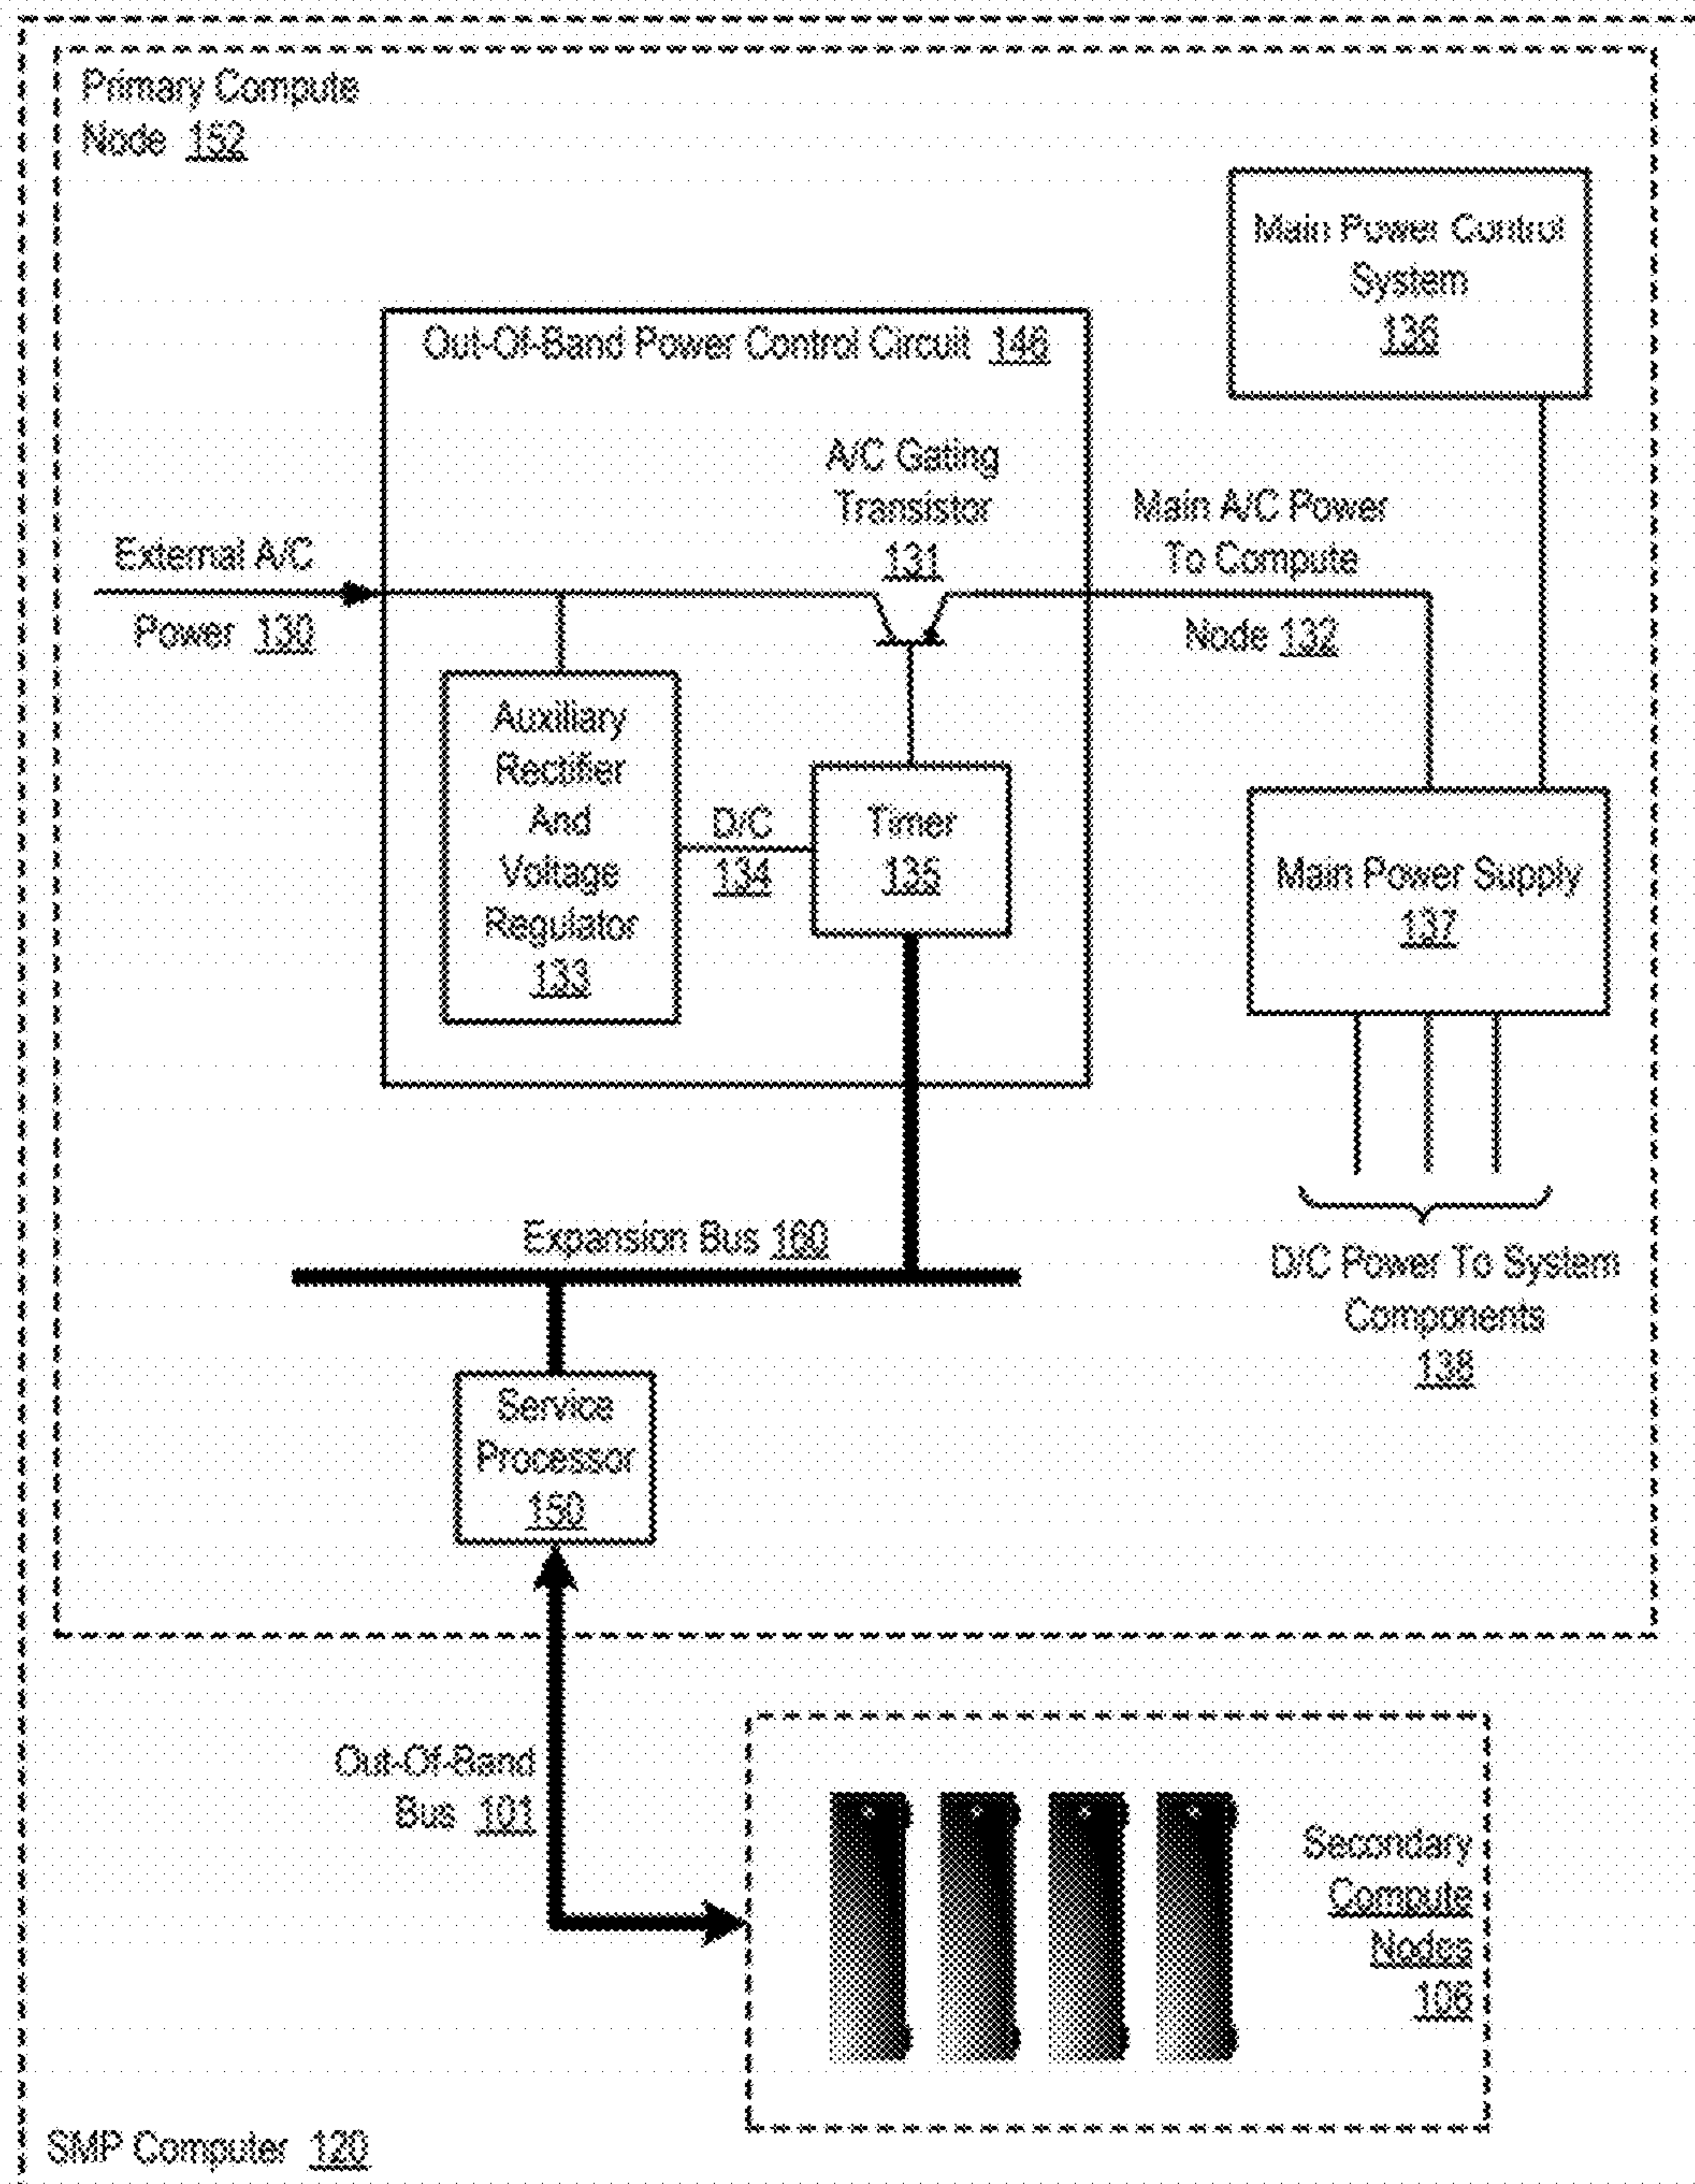 Primary Compute
Node 152
Main Power Control
System
136
Out-Of-Band Power Control Circuit 146
A/C Gating
Transistor
131
Main A/C Power
To Compute
Node 132
External A/C
Power 130
Auxiliary
Rectifier
And
Voltage
Regulator
133
D/C
134
Timer
135
Main Power Supply
137
D/C Power To System
Components
138
Expansion Bus 160
Service
Processor
150
Out-Of-Band
Bus 101
Secondary
Compute
Nodes
106
SMP Computer 120